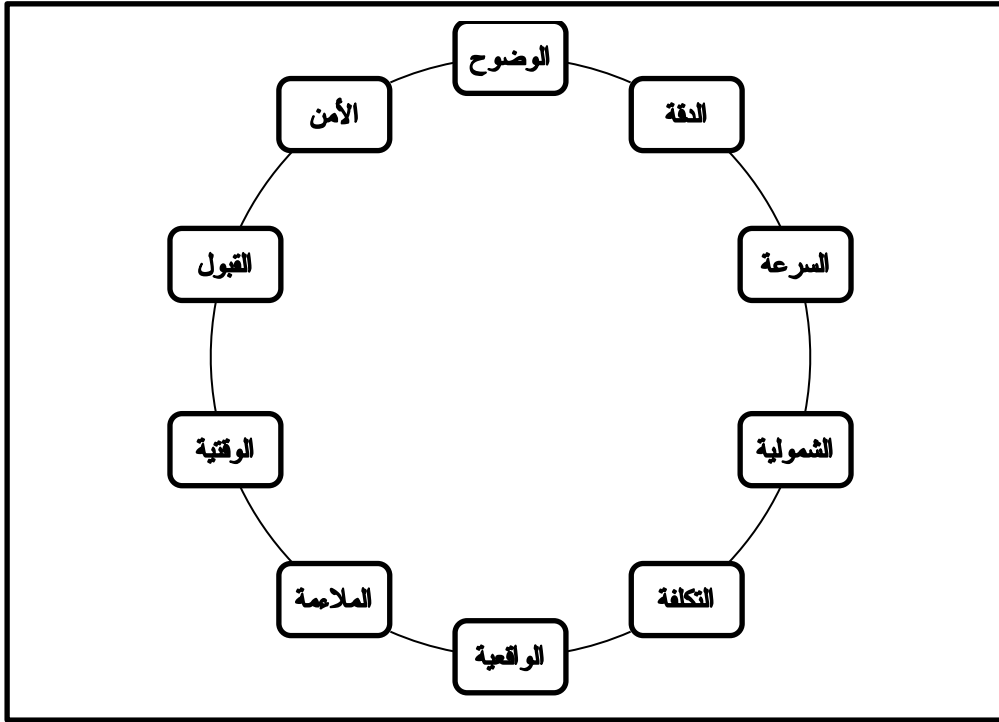 الوضوح
الدقة
السرعة
الشمولية
التكلفة
الواقعية
الملاءمة
الوقتية
القبول
الأمن